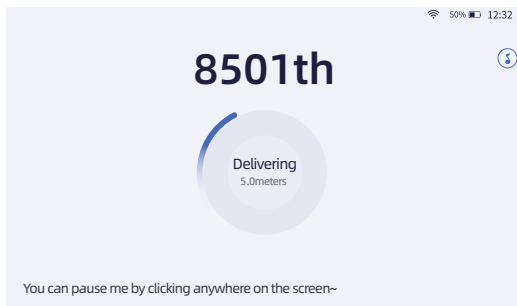 50% 12:32
8501th
Delivering
5.0meters
You can pause me by clicking anywhere on the screen~